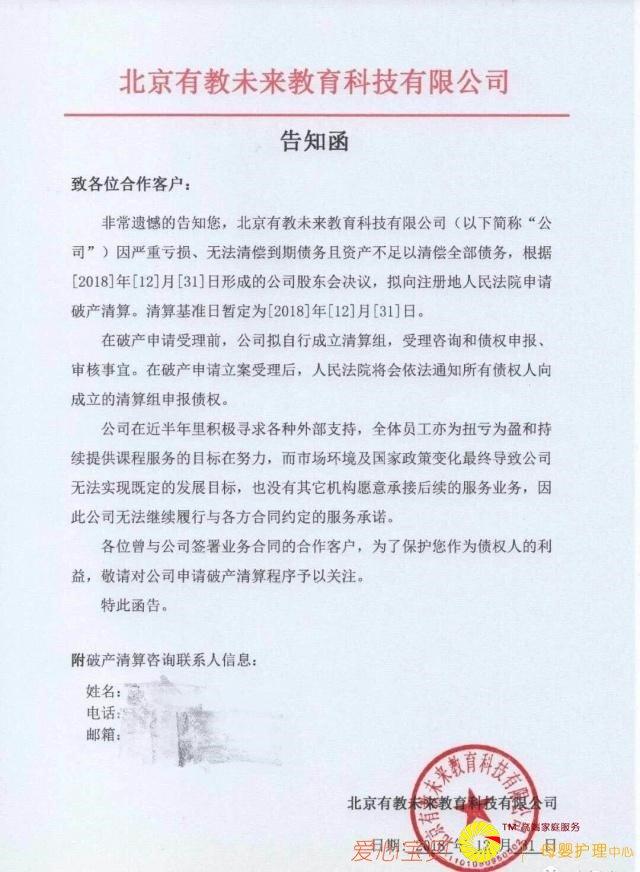 北京有教未来教育科技有限公司
告知函
致各位合作客户：
非常遗憾的告知您，北京有教未来教育科技有限公司（以下简称“公
司”）因严重亏损、无法清偿到期债务且资产不足以清偿全部债务，根据
[2018]年[12]月[31]日形成的公司股东会决议，拟向注册地人民法院申请
破产清算。清算基准日暂定为[2018]年[12]月[31]日。
在破产申请受理前，公司拟自行成立清算组，受理咨询和债权申报、
审核事宜。在破产申请立案受理后，人民法院将会依法通知所有债权人向
成立的清算组申报债权。
公司在近半年里积极寻求各种外部支持，全体员工亦为扭亏为盈和持
续提供课程服务的目标在努力，而市场环境及国家政策变化最终导致公司
无法实现既定的发展目标，也没有其它机构愿意承接后续的服务业务，因
此公司无法继续履行与各方合同约定的服务承诺。
各位曾与公司签署业务合同的合作客户，为了保护您作为债权人的利
益，敬请对公司申请破产清算程序予以关注。
特此函告。
附破产清算咨询联系人信息：
姓名：
电话：
邮箱：
北京有教未来教育科技有限公司
日期：2018 年 12 月 31 日
北京有教未来教育科技有限公司
TM 高端家庭服务
爱心宝贝
母婴护理中心